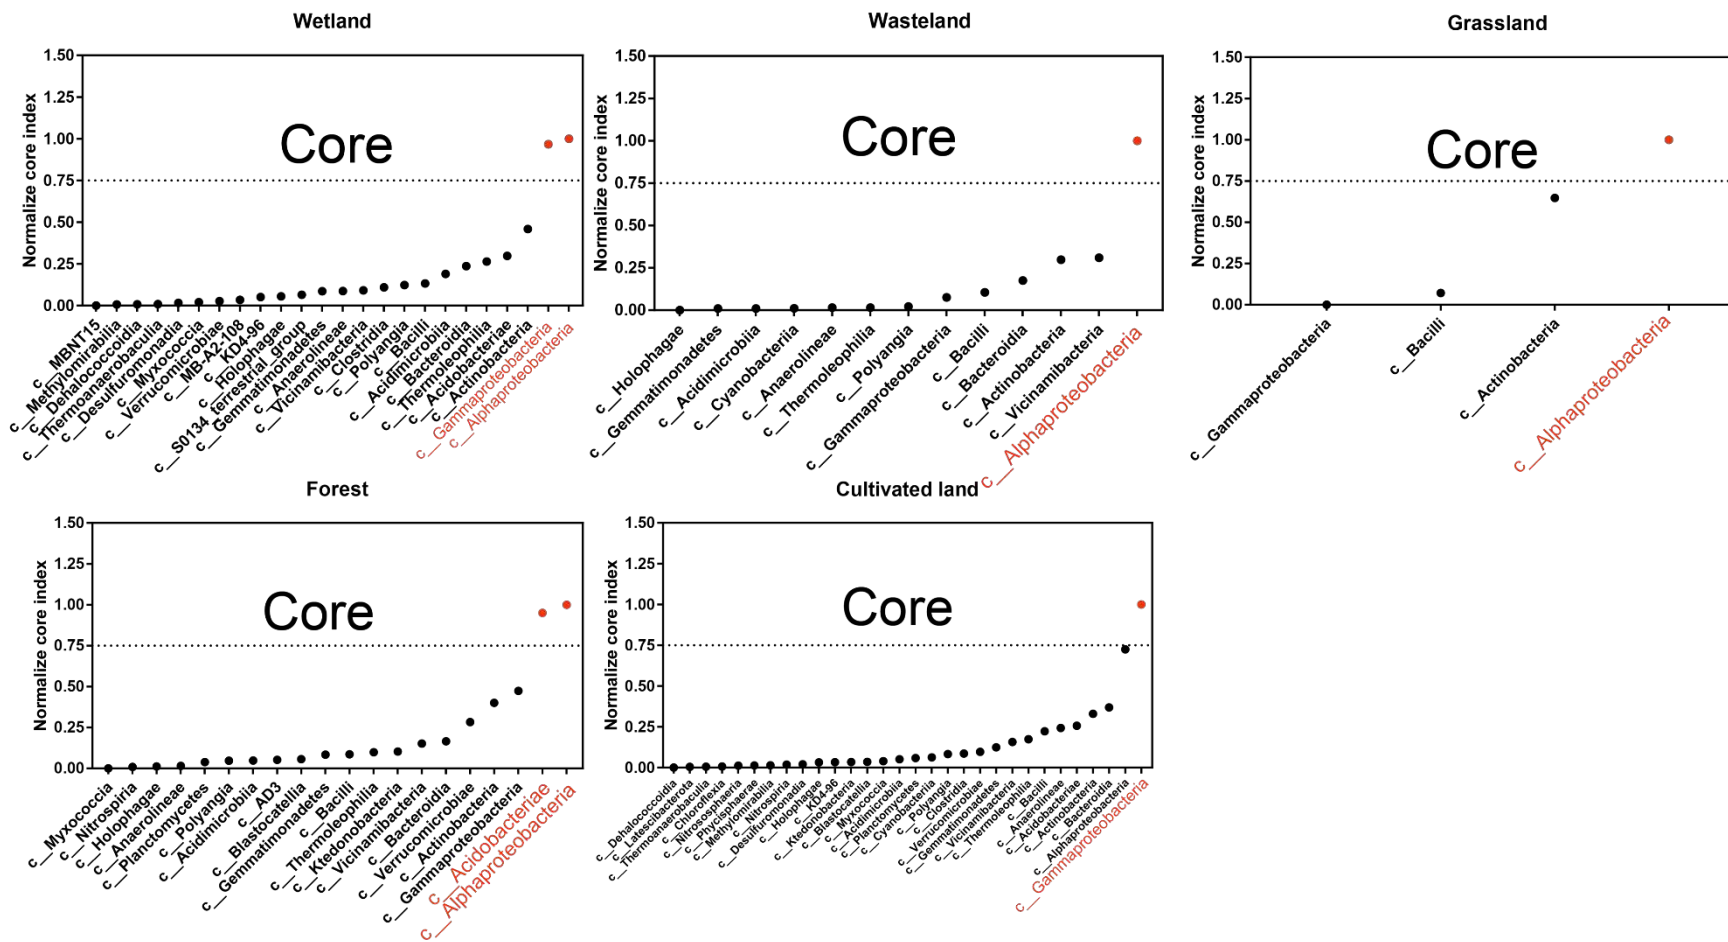 Wetland
Normalize core index
1.50
1.25
1.00
0.75
0.50
0.25
0.00
Core
c__MBNT15
c__Methylomirabilia
c__Dehalococcoidia
c__Thermoanaerobaculia
c__Desulfuromonadia
c__Myxococcia
c__Verrucomicrobiae
c__MB-A2-108
c__KD4-96
c__Holophagae
c__S0134_terrestrial_group
c__Gemmatimonadetes
c__Anaerolineae
c__Vicinamibacteria
c__Clostridia
c__Polyangia
c__Bacilli
c__Acidimicrobiia
c__Bacteroidia
c__Thermoleophilia
c__Acidobacteriae
c__Actinobacteria
c__Gammaproteobacteria
c__Alphaproteobacteria
Wasteland
Normalize core index
1.50
1.25
1.00
0.75
0.50
0.25
0.00
Core
c__Holophagae
c__Gemmatimonadetes
c__Acidimicrobiia
c__Cyanobacteriia
c__Anaerolineae
c__Thermoleophilia
c__Polyangia
c__Gammaproteobacteria
c__Bacilli
c__Bacteroidia
c__Actinobacteria
c__Vicinamibacteria
c__Alphaproteobacteria
Grassland
Normalize core index
1.50
1.25
1.00
0.75
0.50
0.25
0.00
Core
c__Gammaproteobacteria
c__Bacilli
c__Actinobacteria
c__Alphaproteobacteria
Forest
Normalize core index
1.50
1.25
1.00
0.75
0.50
0.25
0.00
Core
c__Myxococcia
c__Nitrospiria
c__Holophagae
c__Anaerolineae
c__Planctomycetes
c__Polyangia
c__Acidimicrobiia
c__AD3
c__Blastocatellia
c__Gemmatimonadetes
c__Bacilli
c__Thermoleophilia
c__Ktedonobacteria
c__Vicinamibacteria
c__Bacteroidia
c__Verrucomicrobiae
c__Actinobacteria
c__Gammaproteobacteria
c__Acidobacteriae
c__Alphaproteobacteria
Cultivated land
Normalize core index
1.50
1.25
1.00
0.75
0.50
0.25
0.00
Core
c__Dehalococcoidia
c__Latescibacterota
c__Thermoanaerobaculia
c__Chloroflexia
c__Nitrososphaeria
c__Phycisphaerae
c__Methylomirabilia
c__Nitrospiria
c__Desulfuromonadia
c__Holophagae
c__KD4-96
c__Ktedonobacteria
c__Blastocatellia
c__Myxococcia
c__Acidimicrobiia
c__Planctomycetes
c__Cyanobacteriia
c__Polyangia
c__Clostridia
c__Verrucomicrobiae
c__Gemmatimonadetes
c__Vicinamibacteria
c__Thermoleophilia
c__Bacilli
c__Anaerolineae
c__Acidobacteriae
c__Actinobacteria
c__Bacteroidia
c__Alphaproteobacteria
c__Gammaproteobacteria